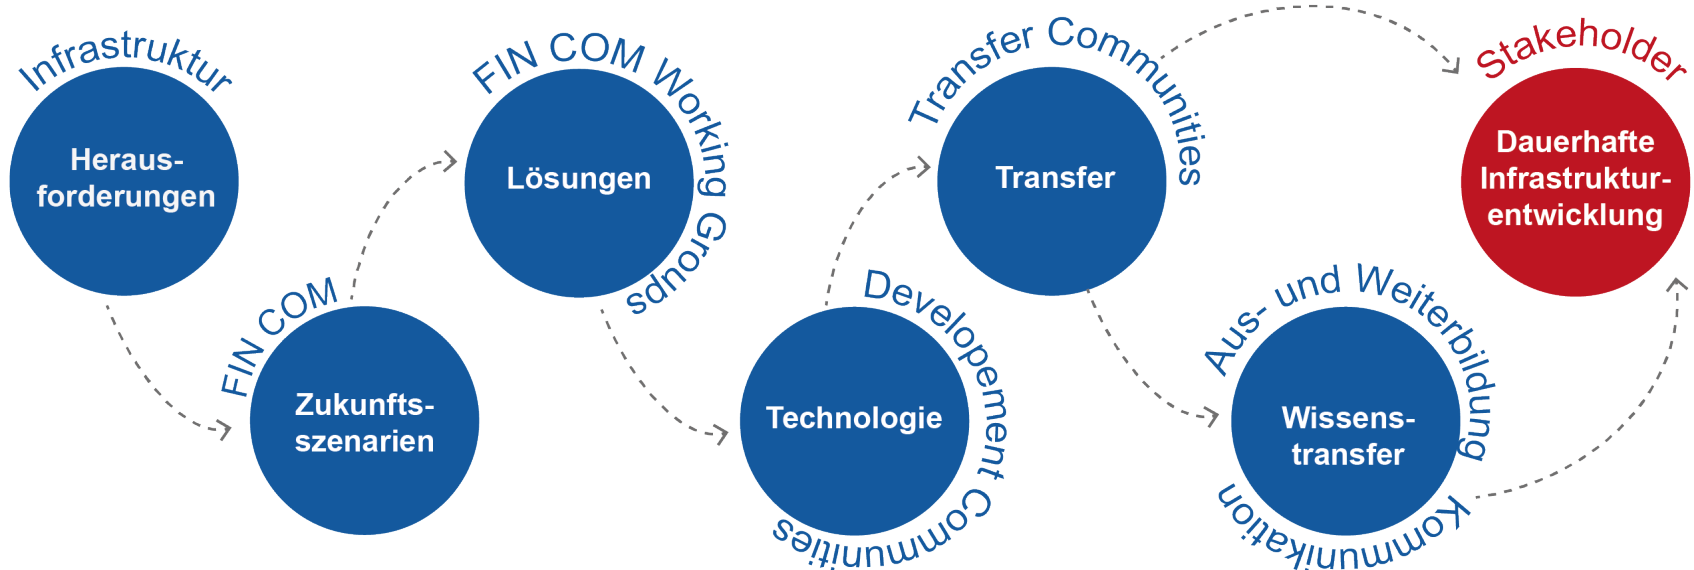 Infrastruktur
Heraus-
forderungen
FIN COM
Zukunfts-
szenarien
FIN COM Working Groups
Lösungen
Developement Communities
Technologie
Transfer Communities
Transfer
Aus- und Weiterbildung
Wissens-
transfer
Kommunikation
Stakeholder
Dauerhafte
Infrastruktur-
entwicklung